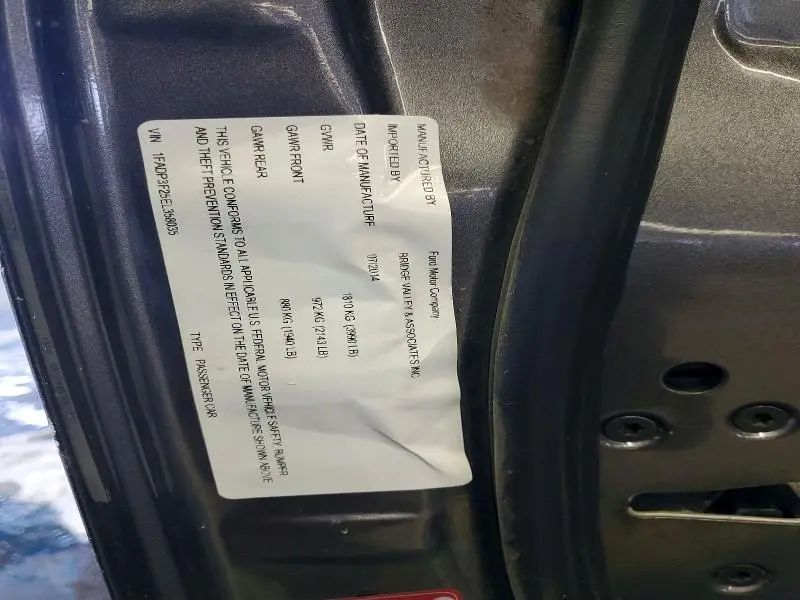 MANUFACTURED BY Ford Motor Company
IMPORTED BY BRIDGE VALLEY & ASSOCIATES INC
DATE OF MANUFACTURE 07/2014
GVWR 1810 KG (3990 LB)
GAWR FRONT 972 KG (2143 LB)
GAWR REAR 880 KG (1940 LB)
THIS VEHICLE CONFORMS TO ALL APPLICABLE U.S. FEDERAL MOTOR VEHICLE SAFETY, BUMPER
AND THEFT PREVENTION STANDARDS IN EFFECT ON THE DATE OF MANUFACTURE SHOWN ABOVE
VIN 1FADP3F25EL358035 TYPE PASSENGER CAR